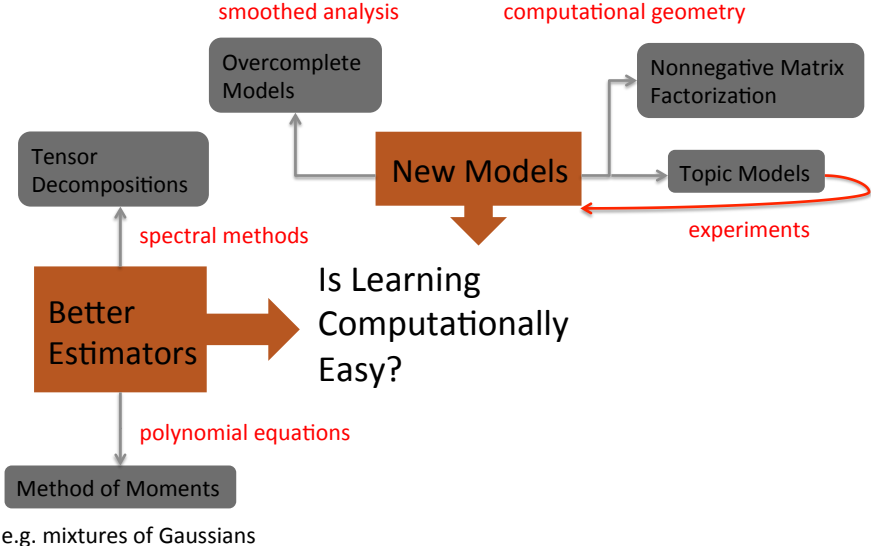 smoothed analysis
computational geometry
Overcomplete
Models
Nonnegative Matrix
Factorization
Tensor
Decompositions
New Models
Topic Models
spectral methods
experiments
Better
Estimators
Is Learning
Computationally
Easy?
polynomial equations
Method of Moments
e.g. mixtures of Gaussians